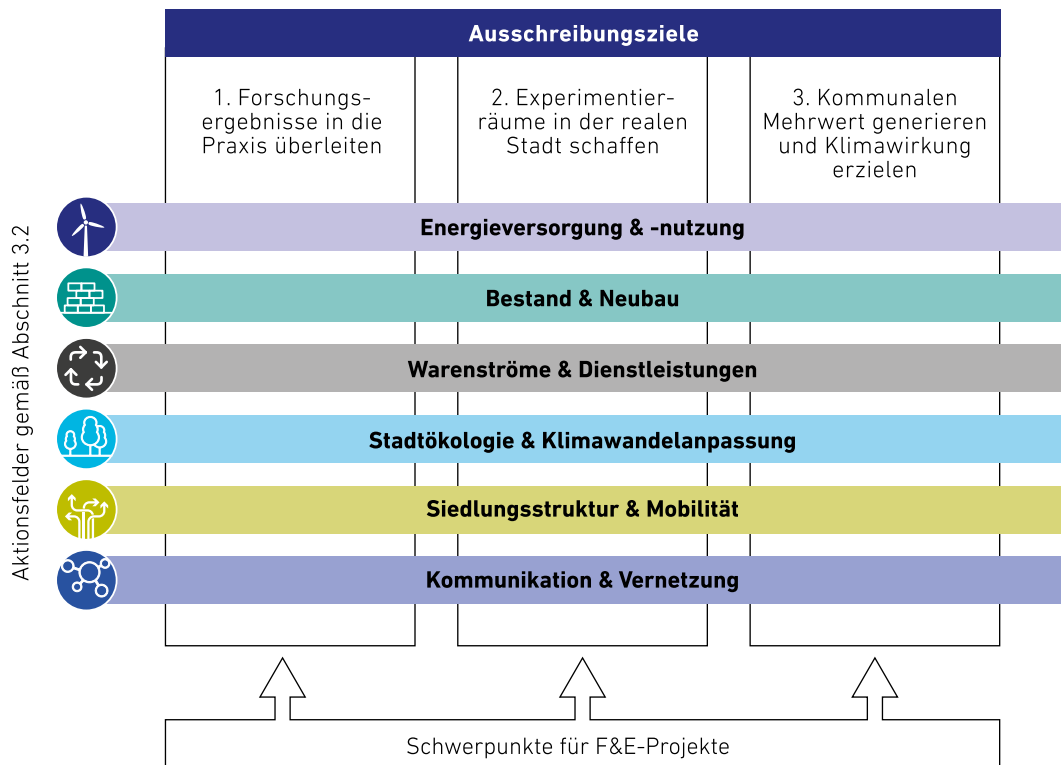 Ausschreibungsziele
1. Forschungs-
ergebnisse in die
Praxis überleiten
2. Experimentier-
räume in der realen
Stadt schaffen
3. Kommunalen
Mehrwert generieren
und Klimawirkung
erzielen
Aktionsfelder gemäß Abschnitt 3.2
Energieversorgung & -nutzung
Bestand & Neubau
Warenströme & Dienstleistungen
Stadtökologie & Klimawandelanpassung
Siedlungsstruktur & Mobilität
Kommunikation & Vernetzung
Schwerpunkte für F&E-Projekte